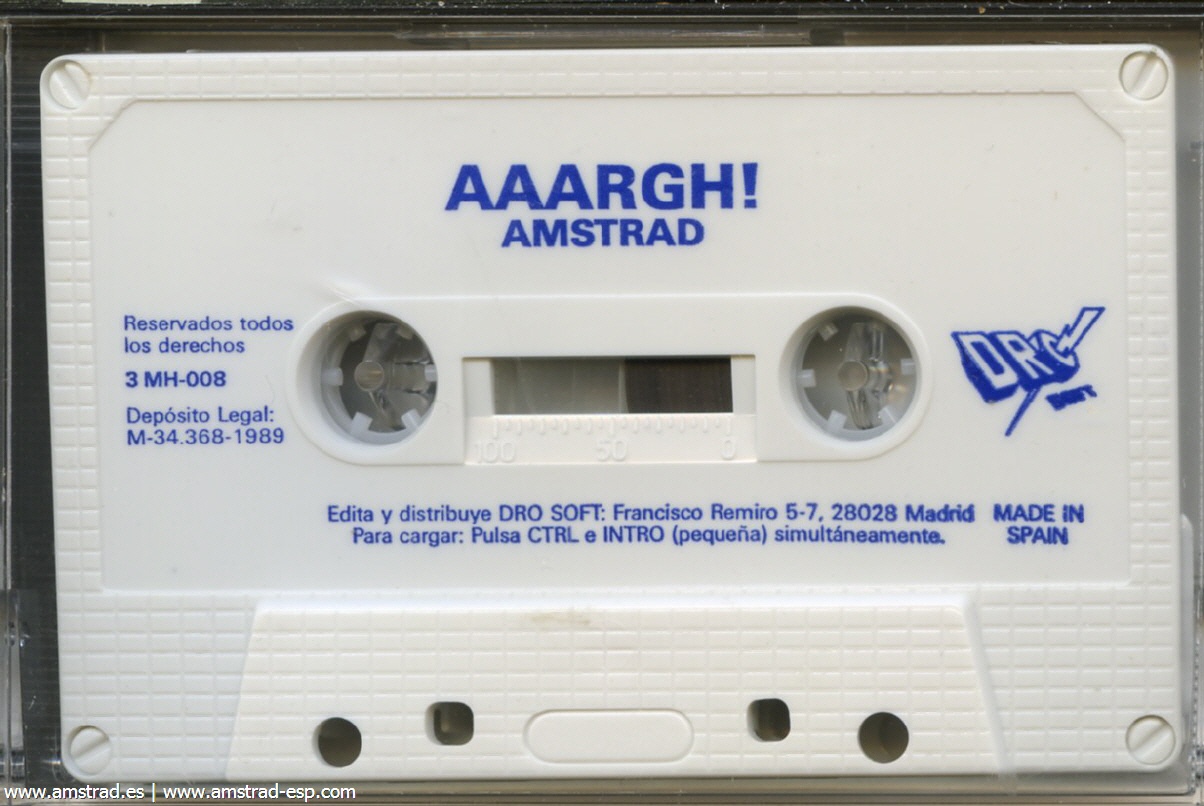 AAARGH!
AMSTRAD
Reservados todos
los derechos
3 MH-008
Depósito Legal:
M-34.368-1989
DRO
100 50 0
Edita y distribuye DRO SOFT: Francisco Remiro 5-7, 28028 Madrid
Para cargar: Pulsa CTRL e INTRO (pequeña) simultáneamente.
MADE IN
SPAIN
www.amstrad.es | www.amstrad-esp.com